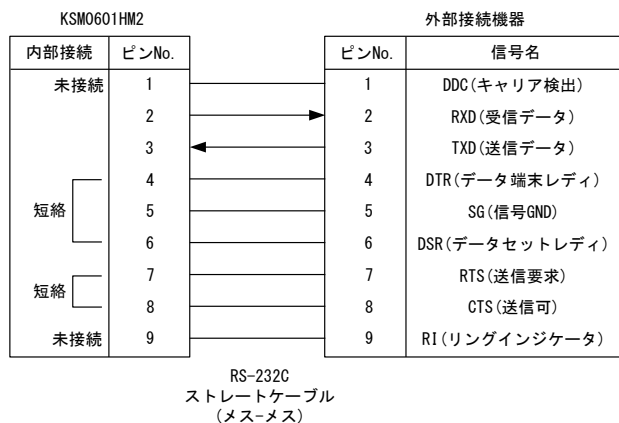 KSM0601HM2 外部接続機器
内部接続 ピンNo. ピンNo. 信号名
未接続 1 1 DDC(キャリア検出)
2 2 RXD(受信データ)
3 3 TXD(送信データ)
4 4 DTR(データ端末レディ)
短絡 5 5 SG(信号GND)
6 6 DSR(データセットレディ)
7 7 RTS(送信要求)
短絡
8 8 CTS(送信可)
未接続 9 9 RI(リングインジケータ)
RS-232C
ストレートケーブル
(メス-メス)